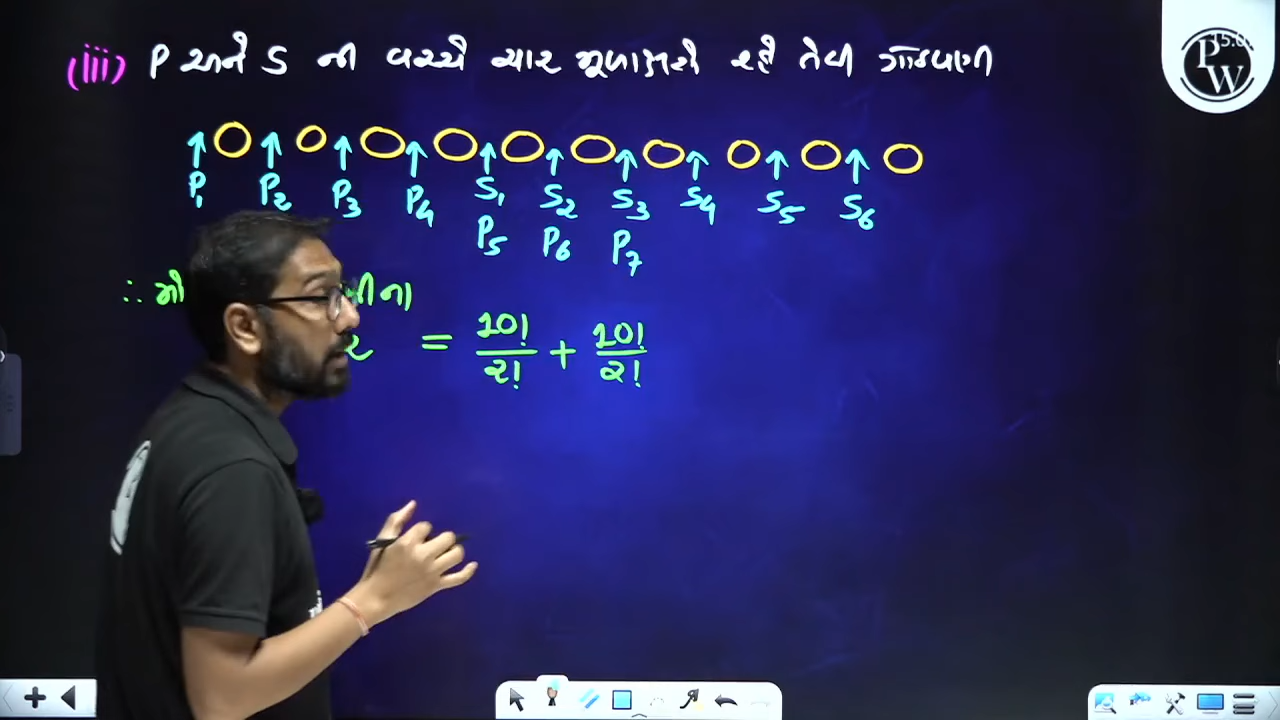 (iii) P અને S ની વચ્ચે ચાર મૂળાક્ષરો રહે તેવી ગોઠવણી
P₁ P₂ P₃ P₄ S₁ S₂ S₃ S₄ S₅ S₆
P₅ P₆ P₇
= 10!/2! + 10!/2!
PW